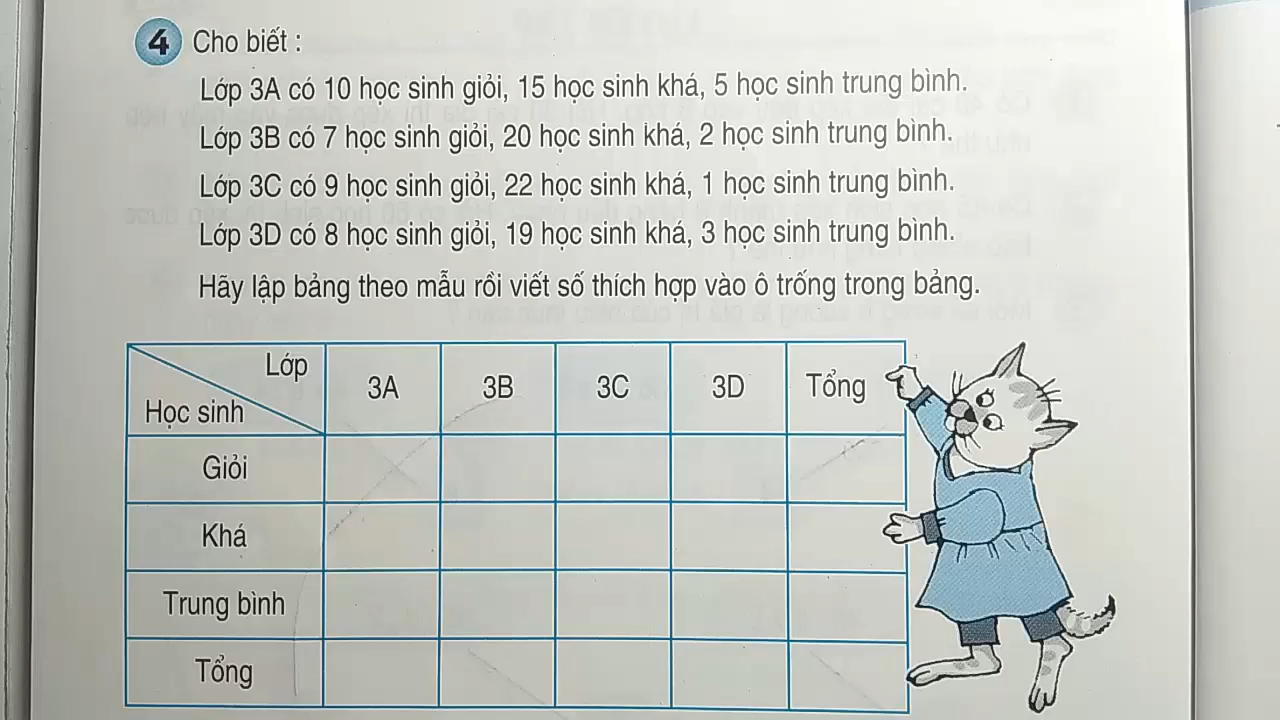 4 Cho biết :
Lớp 3A có 10 học sinh giỏi, 15 học sinh khá, 5 học sinh trung bình.
Lớp 3B có 7 học sinh giỏi, 20 học sinh khá, 2 học sinh trung bình.
Lớp 3C có 9 học sinh giỏi, 22 học sinh khá, 1 học sinh trung bình.
Lớp 3D có 8 học sinh giỏi, 19 học sinh khá, 3 học sinh trung bình.
Hãy lập bảng theo mẫu rồi viết số thích hợp vào ô trống trong bảng.
Lớp
Học sinh
3A 3B 3C 3D Tổng
Giỏi
Khá
Trung bình
Tổng